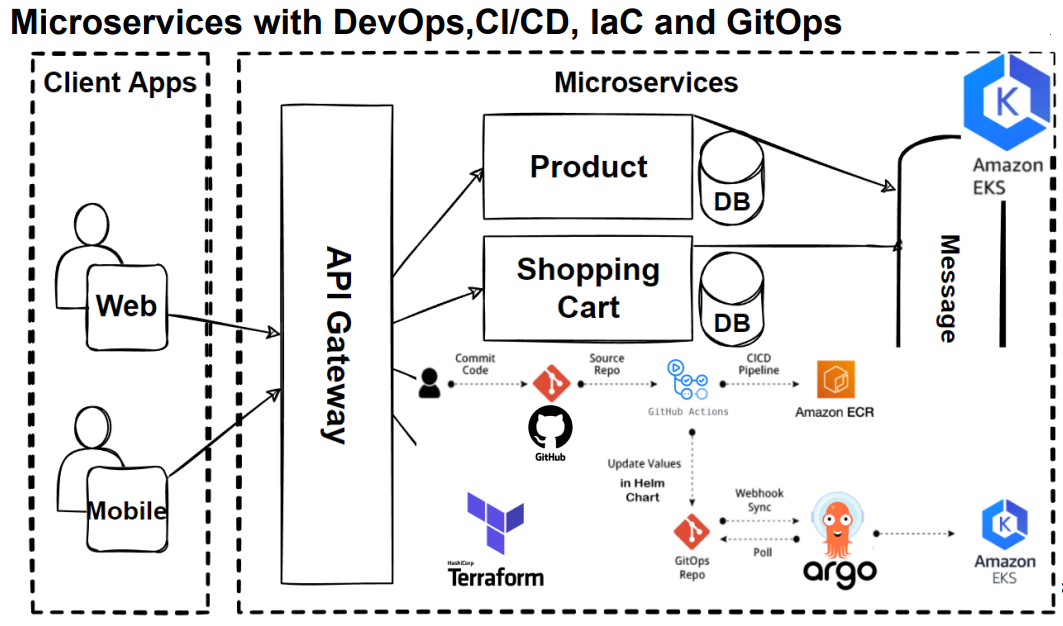 Microservices with DevOps,CI/CD, IaC and GitOps
Client Apps
Microservices
Web
Mobile
API Gateway
Product
DB
Shopping
Cart
DB
Message
Amazon
EKS
Commit
Code
Source
Repo
CICD
Pipeline
GitHub
GitHub Actions
Amazon ECR
Update Values
in Helm
Chart
Webhook
Sync
Poll
GitOps
Repo
argo
Amazon
EKS
HashiCorp
Terraform